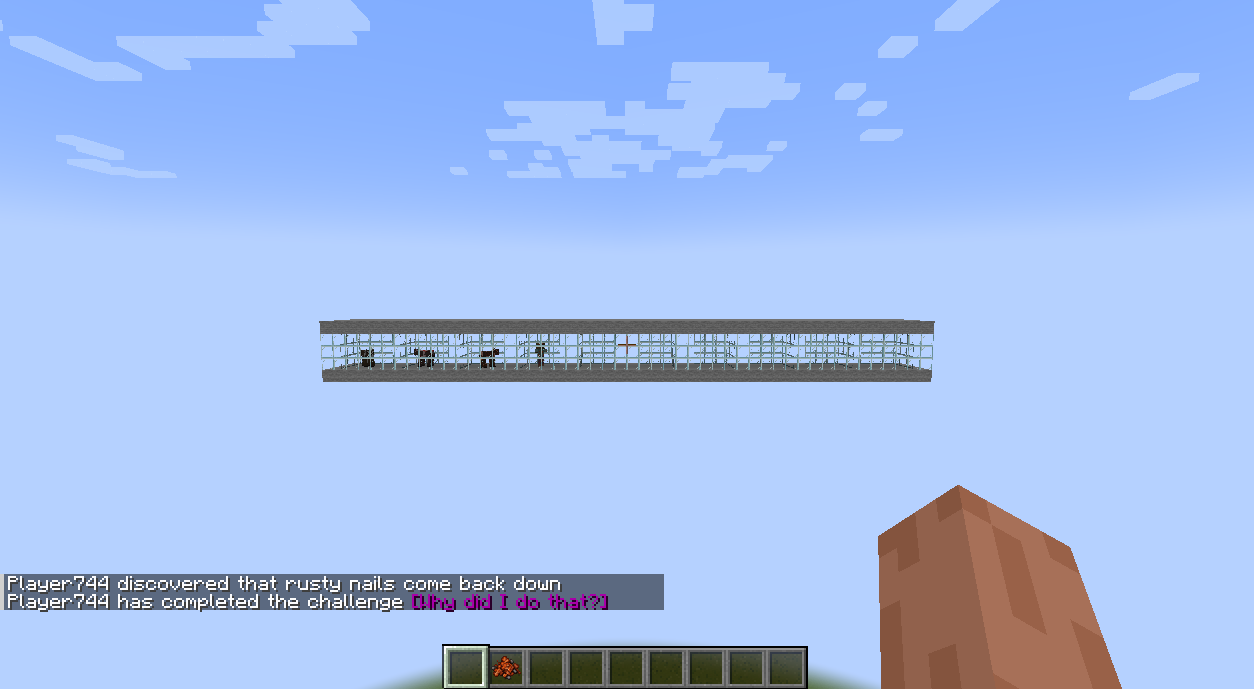 Player744 discovered that rusty nails come back down
Player744 has completed the challenge [Why did I do that?]